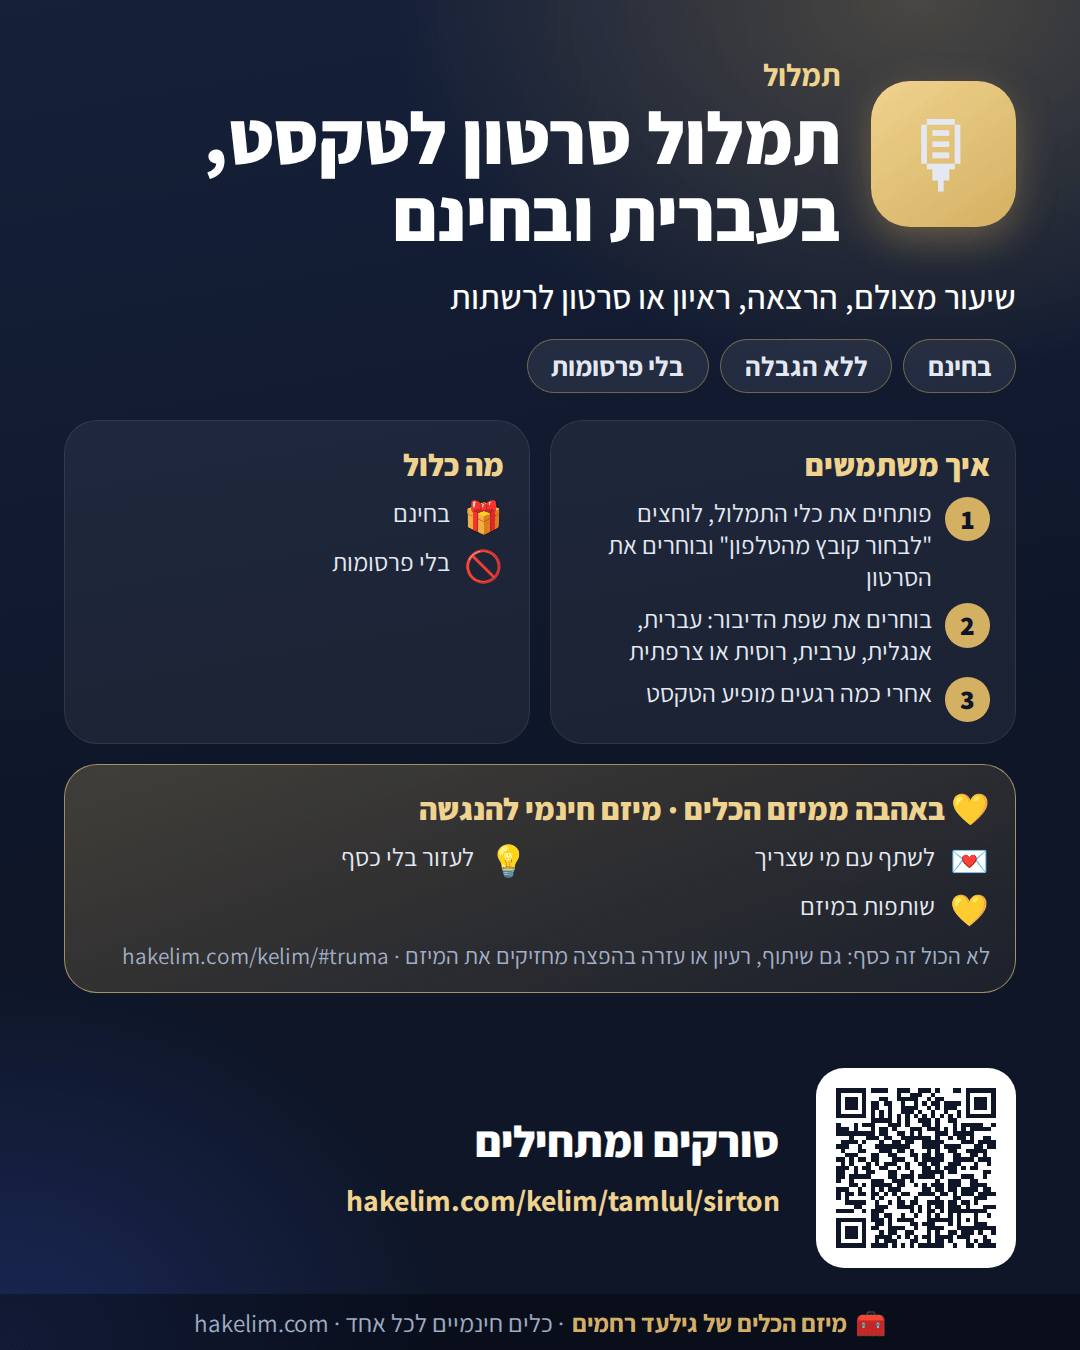 תמלול
תמלול סרטון לטקסט,
בעברית ובחינם
שיעור מצולם, הרצאה, ראיון או סרטון לרשתות
בחינם
ללא הגבלה
בלי פרסומות
איך משתמשים
1 פותחים את כלי התמלול, לוחצים
"לבחור קובץ מהטלפון" ובוחרים את
הסרטון
2 בוחרים את שפת הדיבור: עברית,
אנגלית, ערבית, רוסית או צרפתית
3 אחרי כמה רגעים מופיע הטקסט
מה כלול
🎁 בחינם
🚫 בלי פרסומות
💛 באהבה ממיזם הכלים · מיזם חינמי להנגשה
💌 לשתף עם מי שצריך
💡 לעזור בלי כסף
💛 שותפות במיזם
לא הכול זה כסף: גם שיתוף, רעיון או עזרה בהפצה מחזיקים את המיזם · hakelim.com/kelim/#truma
סורקים ומתחילים
hakelim.com/kelim/tamlul/sirton
🧰 מיזם הכלים של גילעד רחמים · כלים חינמיים לכל אחד · hakelim.com